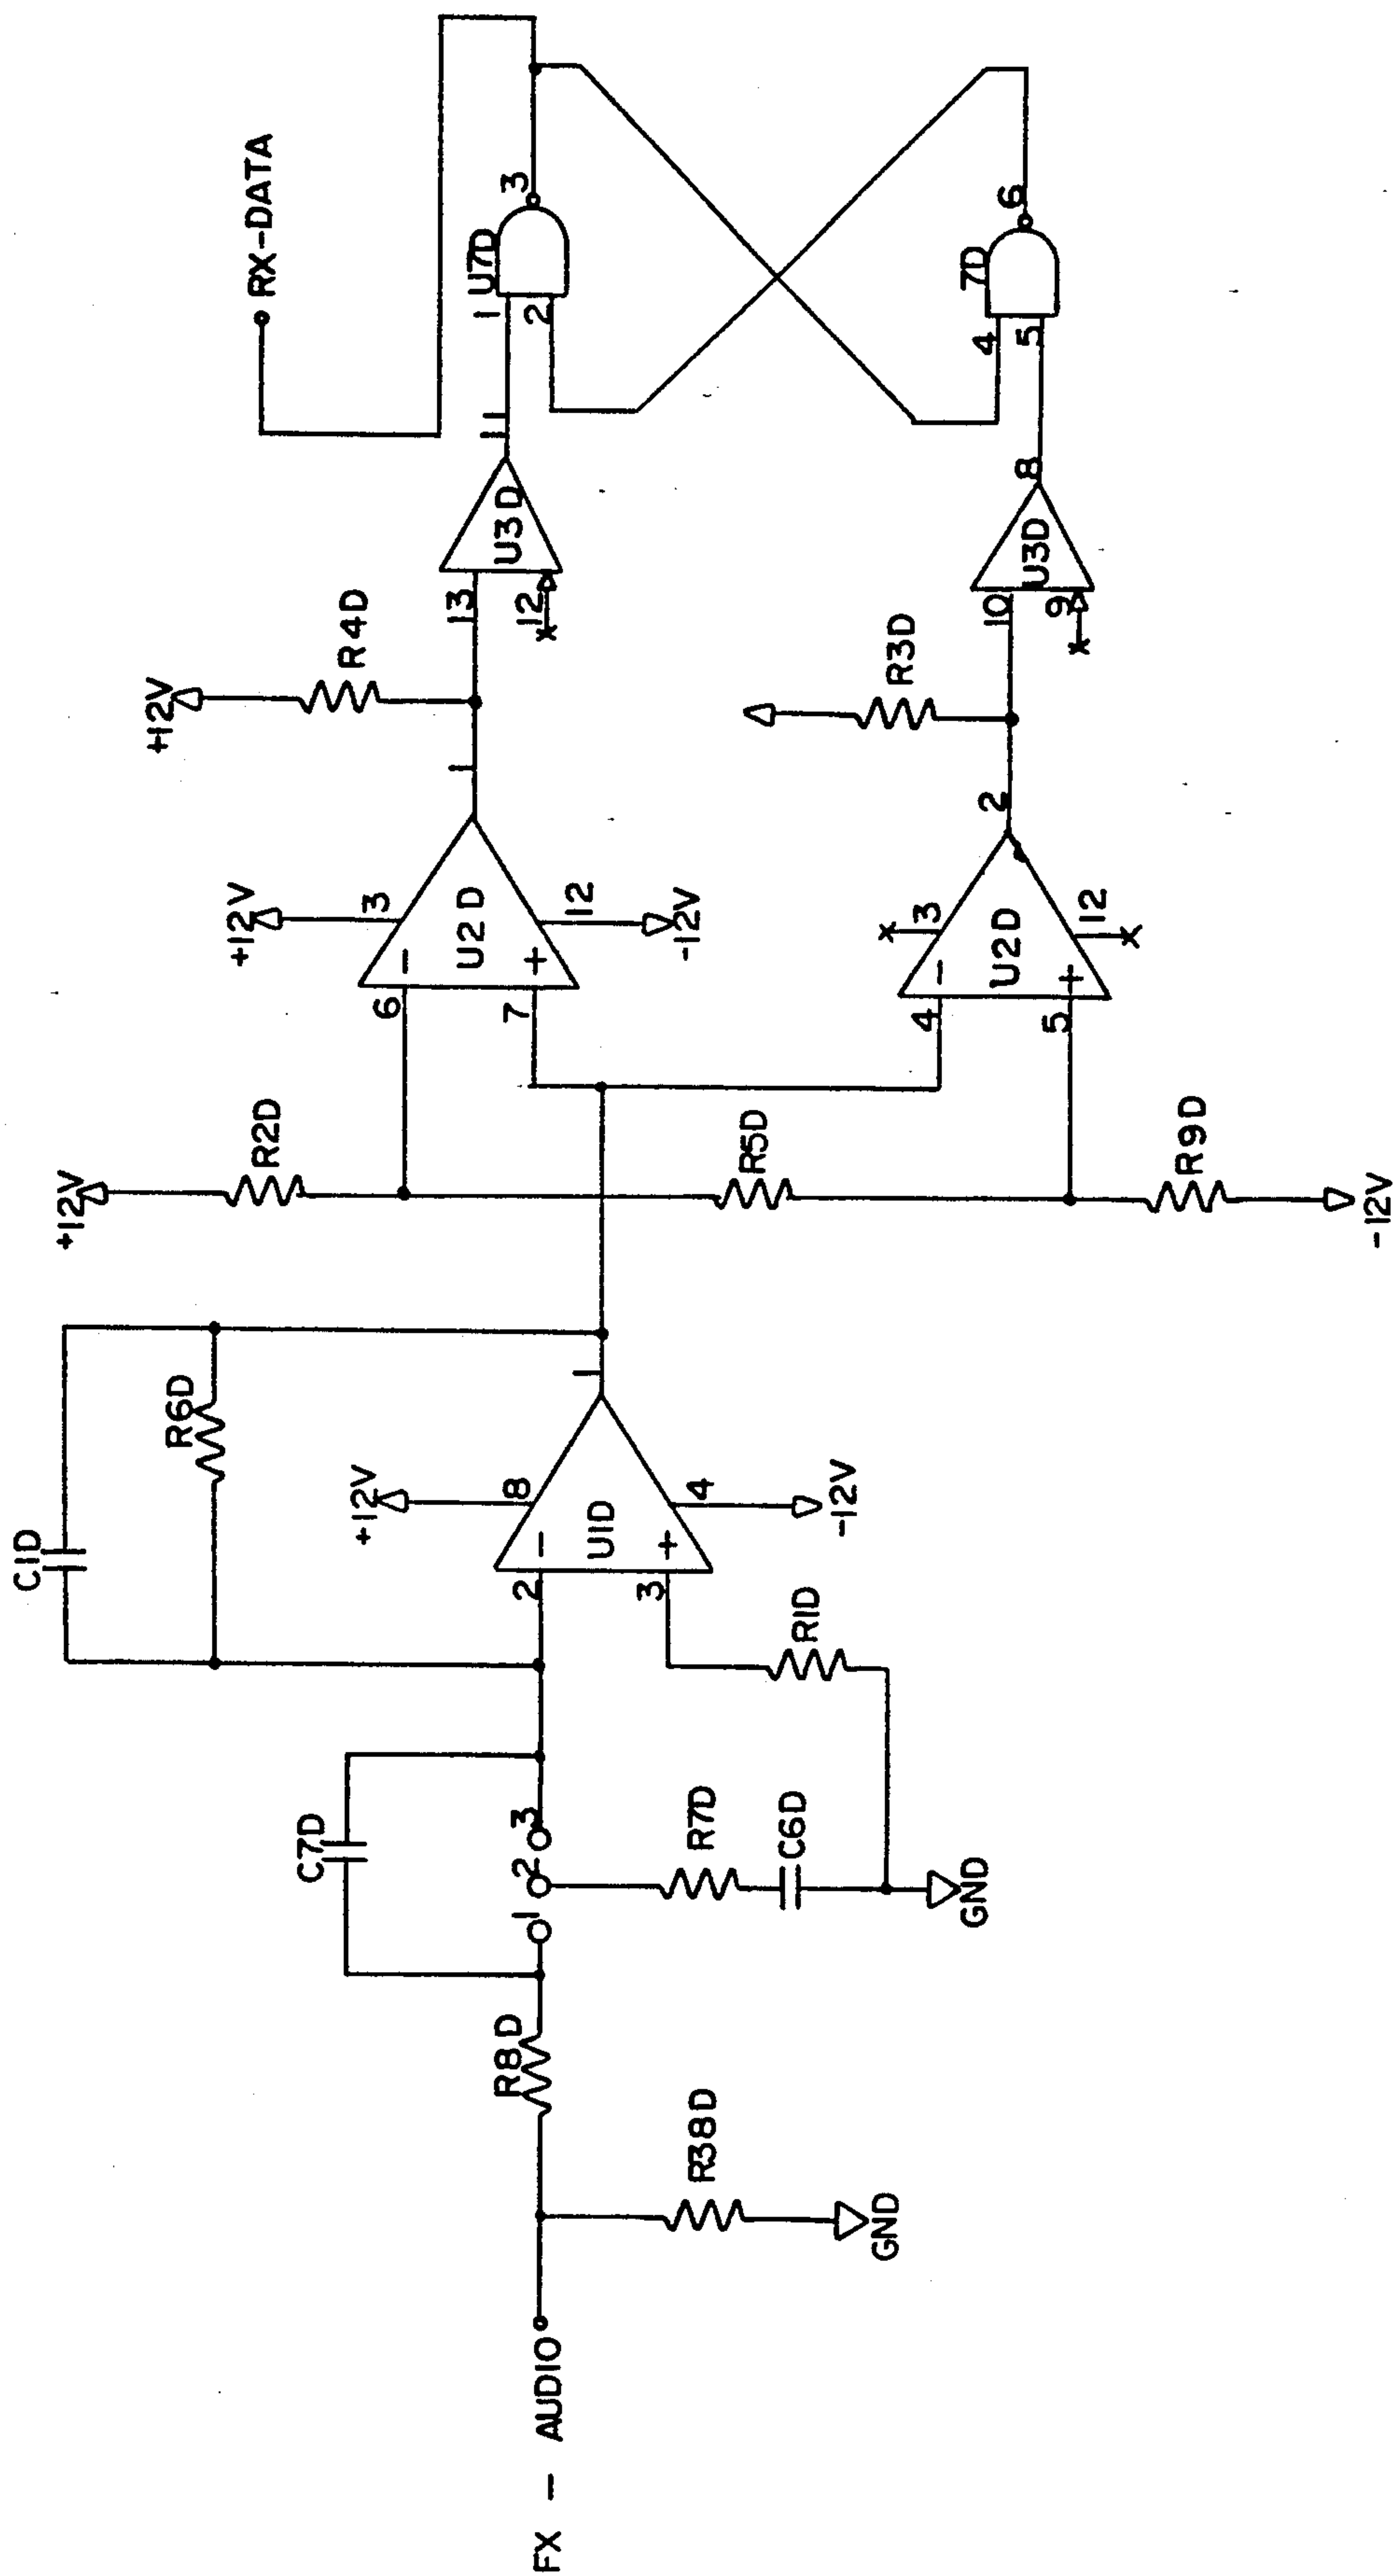 FX - AUDIO
R38D
GND
R8D
C7D
1
2
3
R7D
C6D
GND
R1D
C1D
R6D
+12V
8
2
3
U1D
1
4
-12V
+12V
R2D
R5D
R9D
-12V
6
7
+12V
3
U2D
12
-12V
1
4
5
3
U2D
12
2
+12V
R4D
R3D
13
12
U3D
11
10
9
U3D
8
1
2
U7D
3
4
5
7D
6
RX-DATA